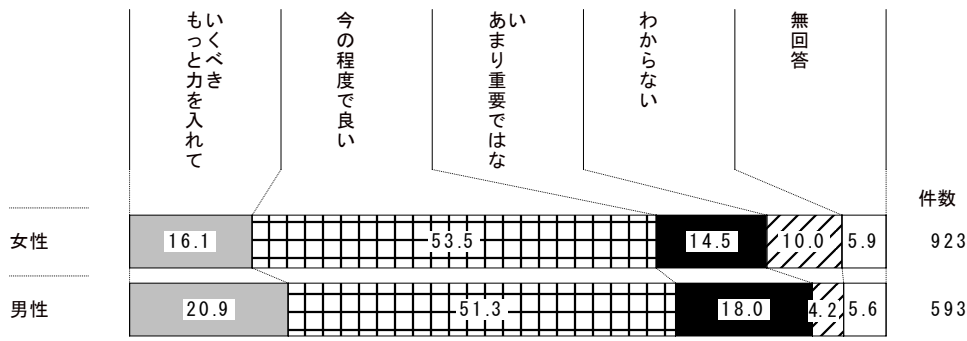 もっと力を入れて
いくべき
今の程度で良い
あまり重要ではな
い
わからない
無回答
件数
女性 16.1 53.5 14.5 10.0 5.9 923
男性 20.9 51.3 18.0 4.2 5.6 593